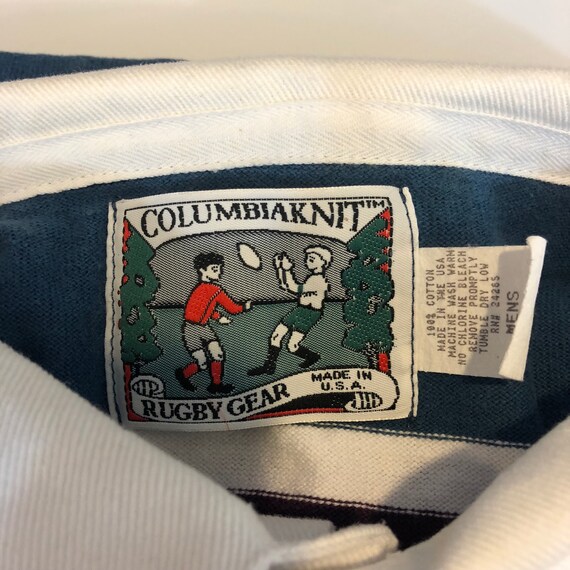 COLUMBIAKNIT™
MADE IN
U.S.A.
RUGBY GEAR
100% COTTON
MADE IN THE USA
MACHINE WASH WARM
NO CHLORINE BLEACH
REMOVE PROMPTLY
TUMBLE DRY LOW
RN# 24265
MENS